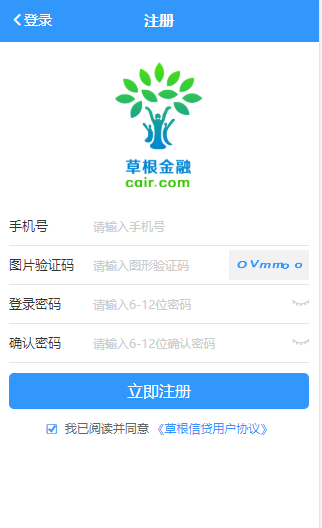 登录 注册
草根金融
cgir.com
手机号 请输入手机号
图片验证码 请输入图形验证码 OVmmoo
登录密码 请输入6-12位密码
确认密码 请输入6-12位确认密码
立即注册
我已阅读并同意 《草根信贷用户协议》